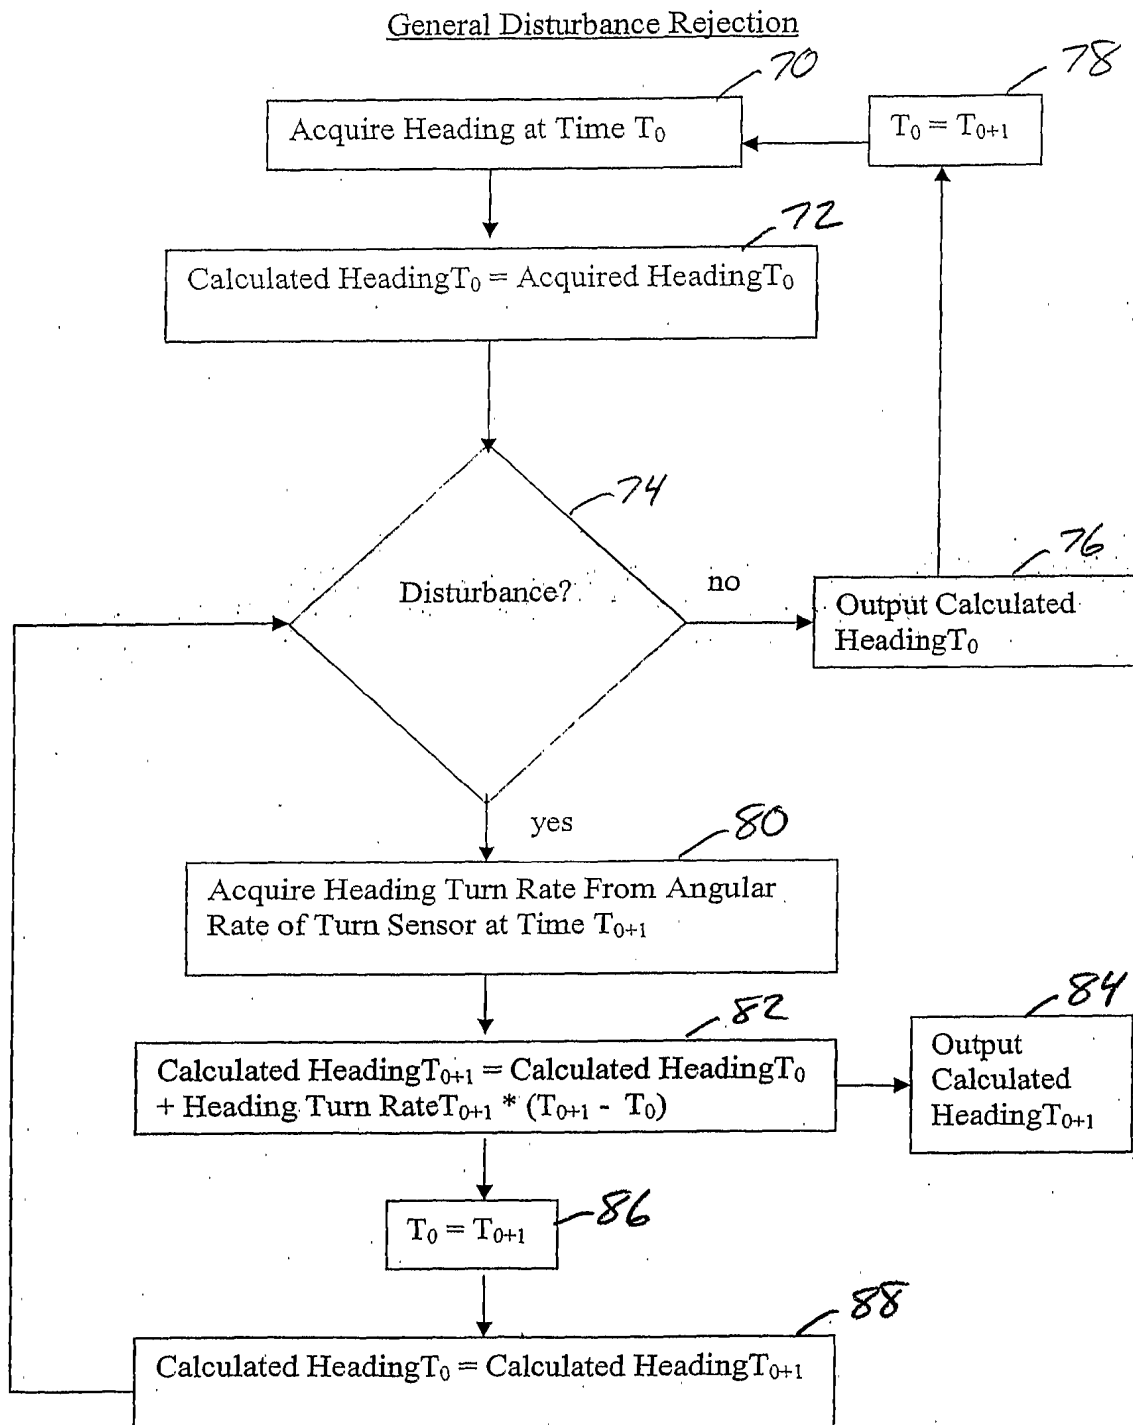 General Disturbance Rejection
70
78
Acquire Heading at Time T₀
T₀ = T₀₊₁
72
Calculated HeadingT₀ = Acquired HeadingT₀
74
Disturbance?
no
76
Output Calculated
HeadingT₀
yes
80
Acquire Heading Turn Rate From Angular
Rate of Turn Sensor at Time T₀₊₁
82
Calculated HeadingT₀₊₁ = Calculated HeadingT₀
+ Heading Turn RateT₀₊₁ * (T₀₊₁ - T₀)
84
Output
Calculated
HeadingT₀₊₁
T₀ = T₀₊₁
86
88
Calculated HeadingT₀ = Calculated HeadingT₀₊₁